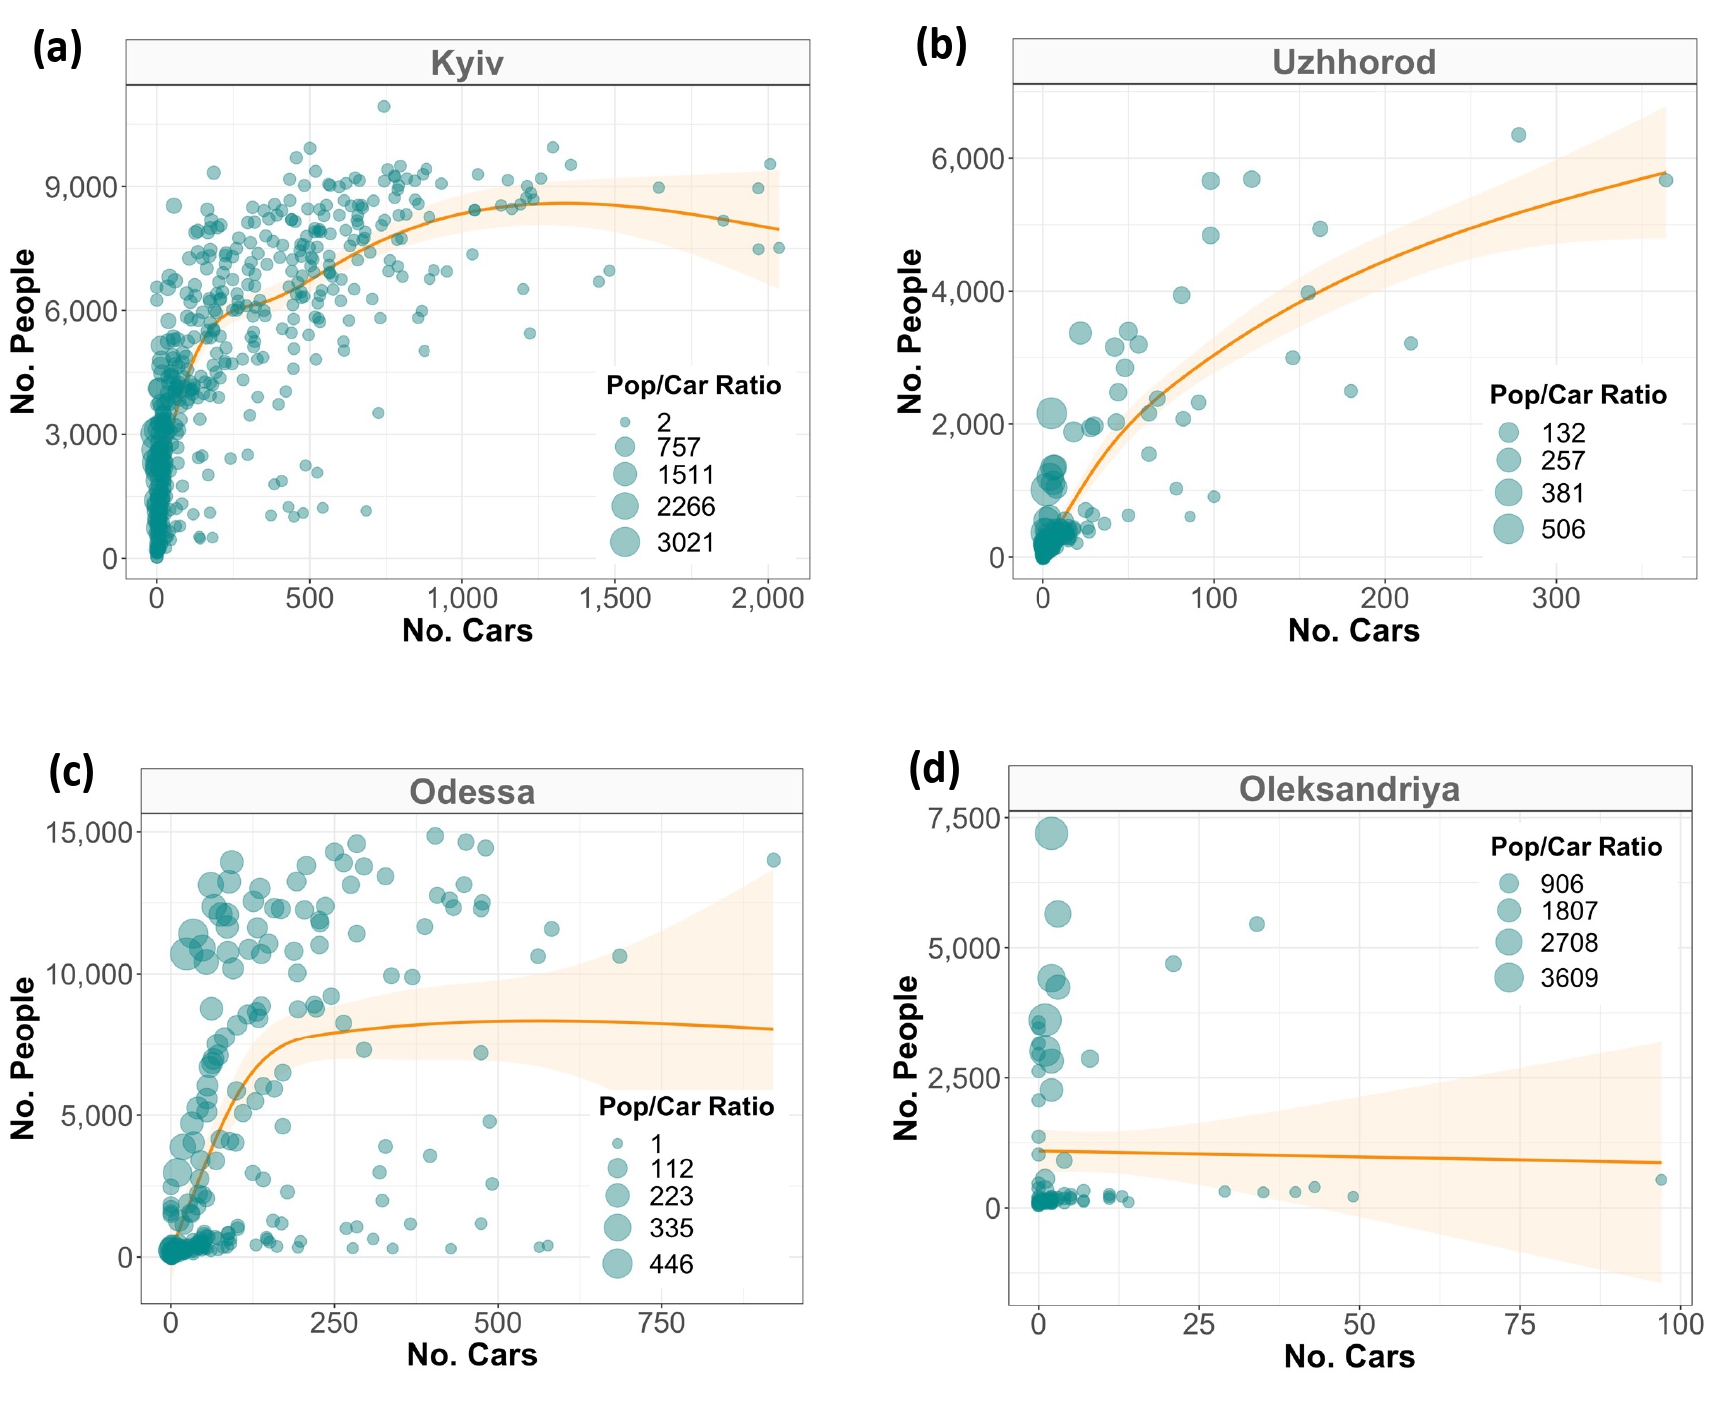 (a)
Kyiv
No. People
9,000
6,000
3,000
0
Pop/Car Ratio
2
757
1511
2266
3021
0 500 1,000 1,500 2,000
No. Cars
(b)
Uzhhorod
No. People
6,000
4,000
2,000
0
Pop/Car Ratio
132
257
381
506
0 100 200 300
No. Cars
(c)
Odessa
No. People
15,000
10,000
5,000
0
Pop/Car Ratio
1
112
223
335
446
0 250 500 750
No. Cars
(d)
Oleksandriya
No. People
7,500
5,000
2,500
0
Pop/Car Ratio
906
1807
2708
3609
0 25 50 75 100
No. Cars